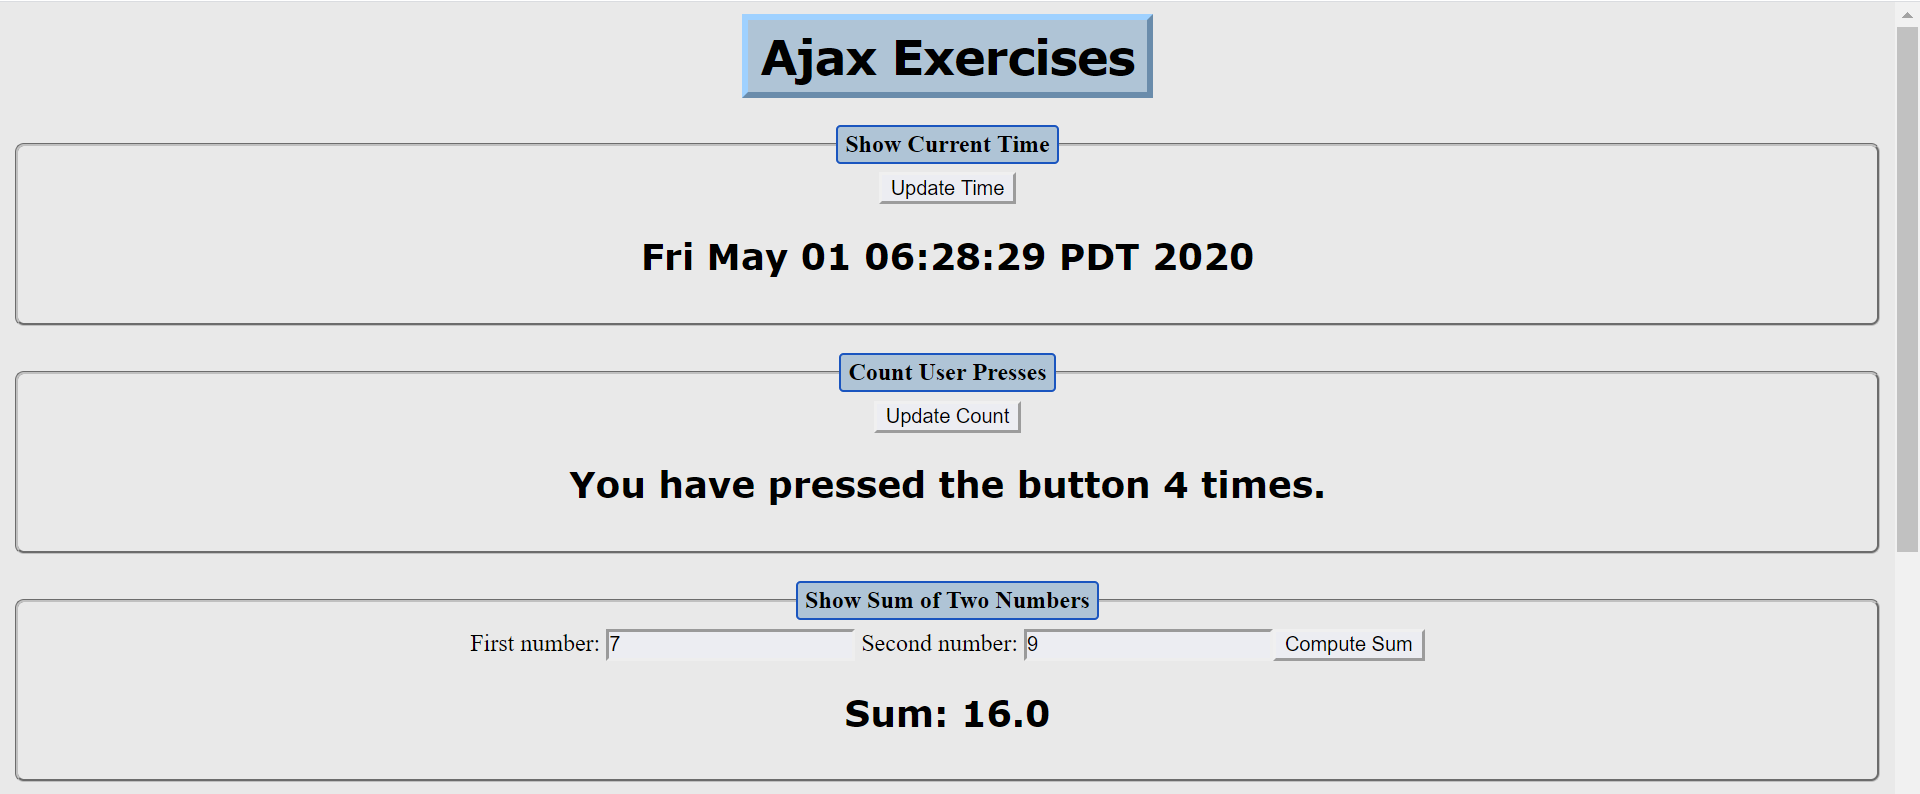 Ajax Exercises
Show Current Time
Update Time
Fri May 01 06:28:29 PDT 2020
Count User Presses
Update Count
You have pressed the button 4 times.
Show Sum of Two Numbers
First number: 7 Second number: 9 Compute Sum
Sum: 16.0